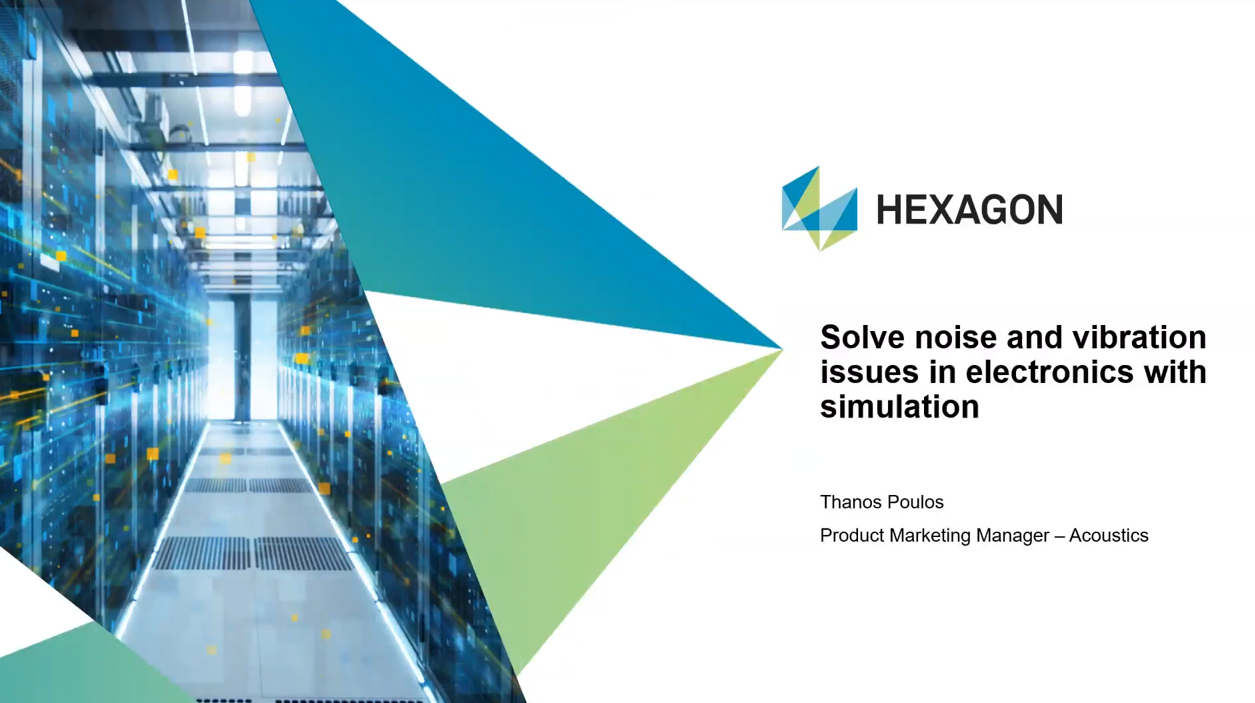 HEXAGON
Solve noise and vibration
issues in electronics with
simulation
Thanos Poulos
Product Marketing Manager – Acoustics